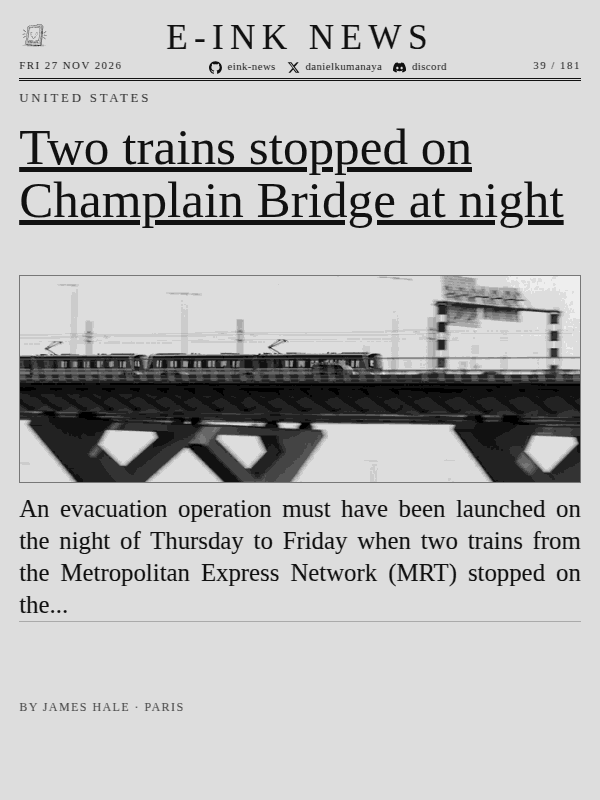 E-INK NEWS
FRI 27 NOV 2026
eink-news
danielkumanaya
discord
39 / 181
UNITED STATES
Two trains stopped on
Champlain Bridge at night
An evacuation operation must have been launched on
the night of Thursday to Friday when two trains from
the Metropolitan Express Network (MRT) stopped on
the...
BY JAMES HALE · PARIS